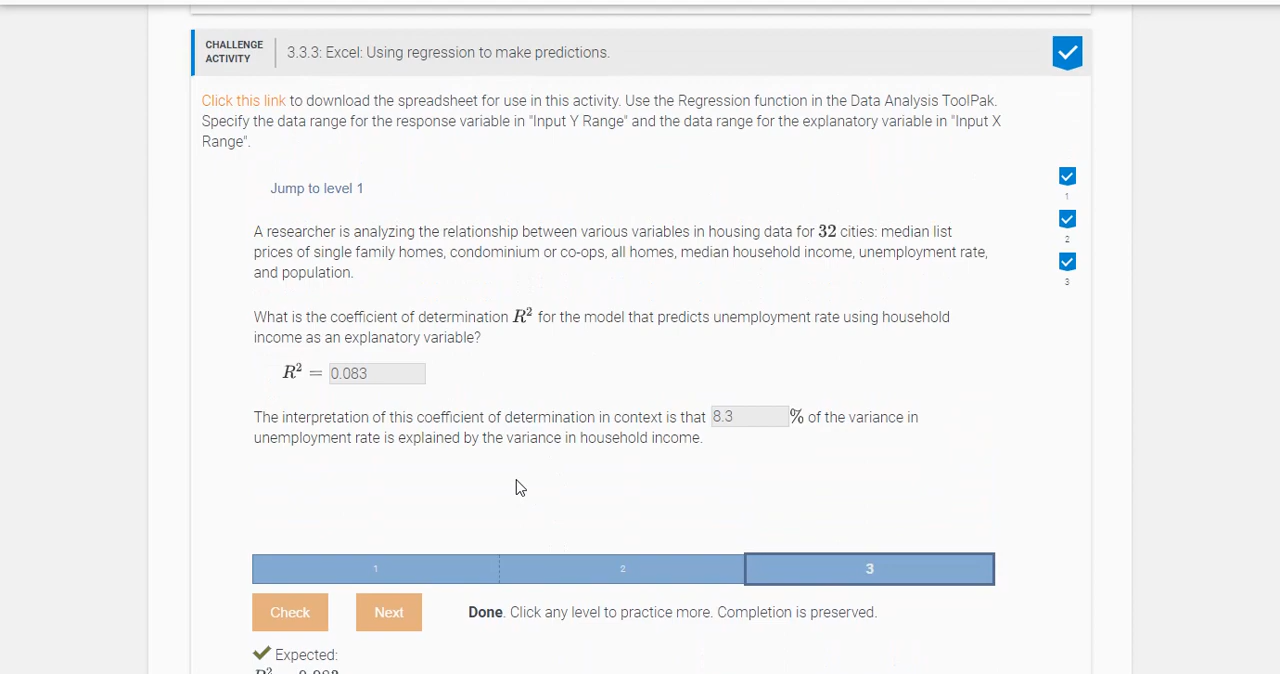 CHALLENGE
ACTIVITY
3.3.3: Excel: Using regression to make predictions.
Click this link to download the spreadsheet for use in this activity. Use the Regression function in the Data Analysis ToolPak.
Specify the data range for the response variable in "Input Y Range" and the data range for the explanatory variable in "Input X
Range".
Jump to level 1
1
2
3
A researcher is analyzing the relationship between various variables in housing data for 32 cities: median list
prices of single family homes, condominium or co-ops, all homes, median household income, unemployment rate,
and population.
What is the coefficient of determination R² for the model that predicts unemployment rate using household
income as an explanatory variable?
R² = 0.083
The interpretation of this coefficient of determination in context is that 8.3 % of the variance in
unemployment rate is explained by the variance in household income.
1 2 3
Check Next Done. Click any level to practice more. Completion is preserved.
Expected: